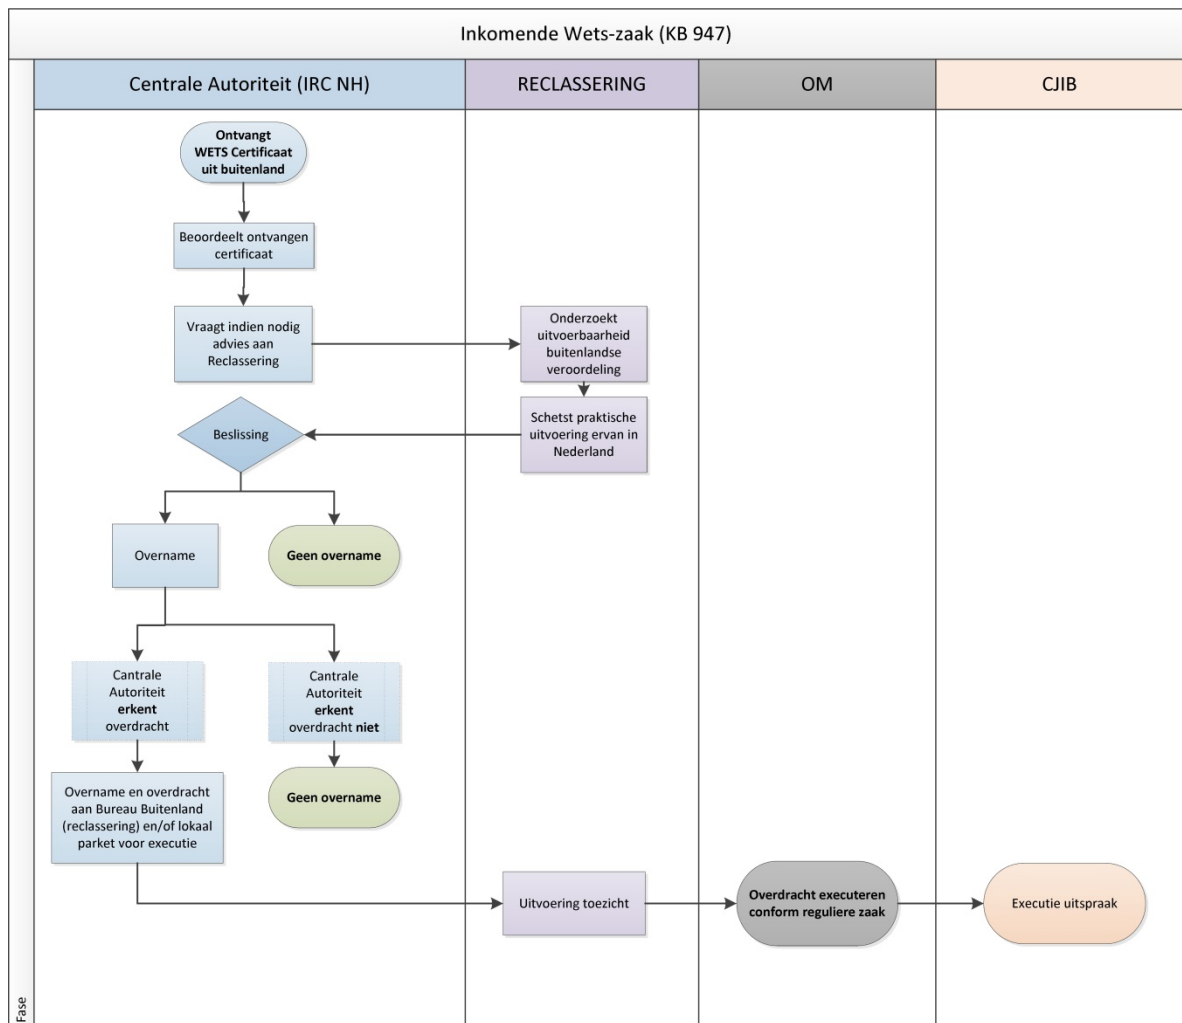 Inkomende Wets-zaak (KB 947)
Centrale Autoriteit (IRC NH)
RECLASSERING
OM
CJIB
Ontvangt
WETS Certificaat
uit buitenland
Beoordeelt ontvangen
certificaat
Vraagt indien nodig
advies aan
Reclassering
Onderzoekt
uitvoerbaarheid
buitenlandse
veroordeling
Beslissing
Schetst praktische
uitvoering ervan in
Nederland
Overname
Geen overname
Cantrale
Autoriteit
erkent
overdracht
Cantrale
Autoriteit
erkent
overdracht niet
Overname en overdracht
aan Bureau Buitenland
(reclassering) en/of lokaal
parket voor executie
Geen overname
Uitvoering toezicht
Overdracht executeren
conform reguliere zaak
Executie uitspraak
Fase